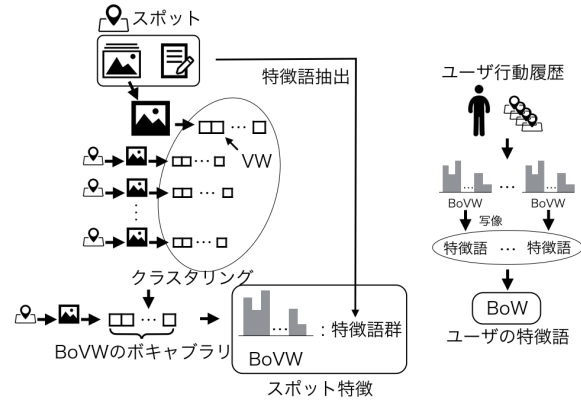 スポット
特徴語抽出
VW
クラスタリング
BoVWのボキャブラリ
: 特徴語群
BoVW
スポット特徴
ユーザ行動履歴
BoVW
BoVW
写像
特徴語 … 特徴語
BoW
ユーザの特徴語